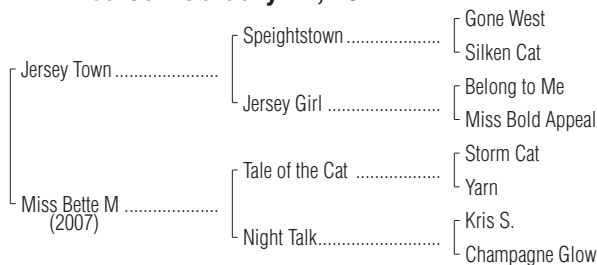 Gone West
Speightstown
Silken Cat
Jersey Town
Belong to Me
Jersey Girl
Miss Bold Appeal
Storm Cat
Tale of the Cat
Yarn
Miss Bette M
(2007)
Kris S.
Night Talk
Champagne Glow